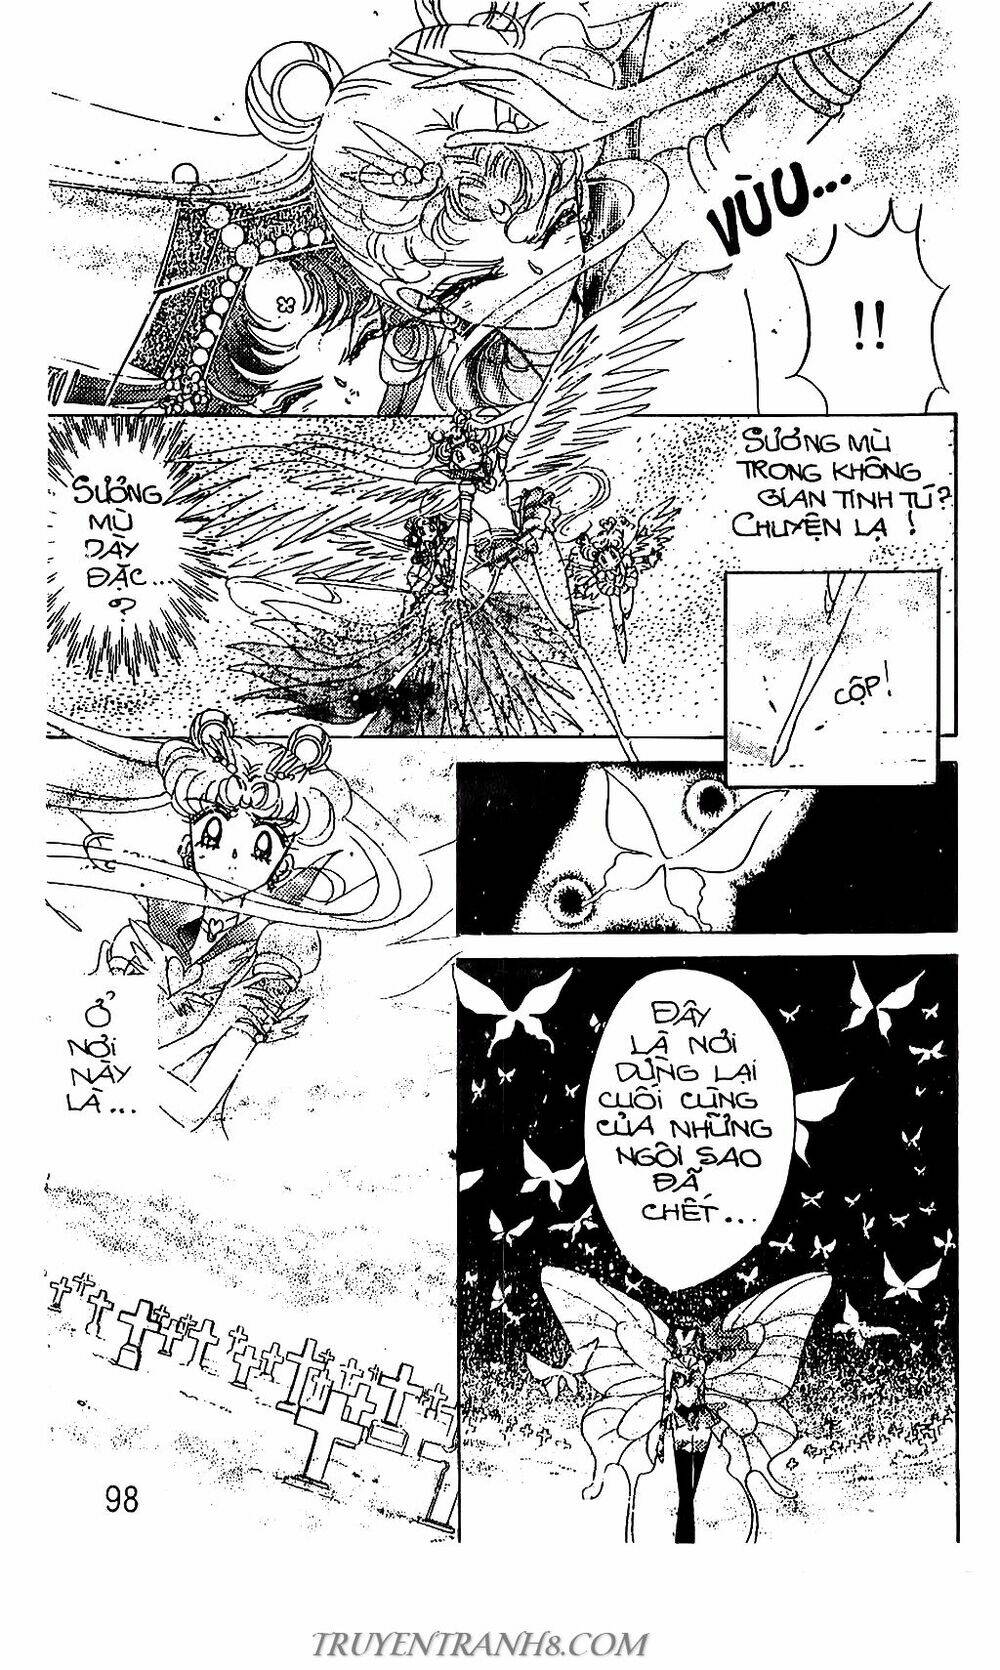 VÙU...
!!
SƯƠNG MÙ
TRONG KHÔNG
GIAN TINH TÚ?
CHUYỆN LẠ!
SƯƠNG
MÙ
DÀY
ĐẶC...
?
CỘP!
Ở
NƠI
NÀY
LÀ...
ĐÂY
LÀ NƠI
DỪNG LẠI
CUỐI CÙNG
CỦA NHỮNG
NGÔI SAO
ĐÃ
CHẾT...
98
TRUYENTRANH8.COM